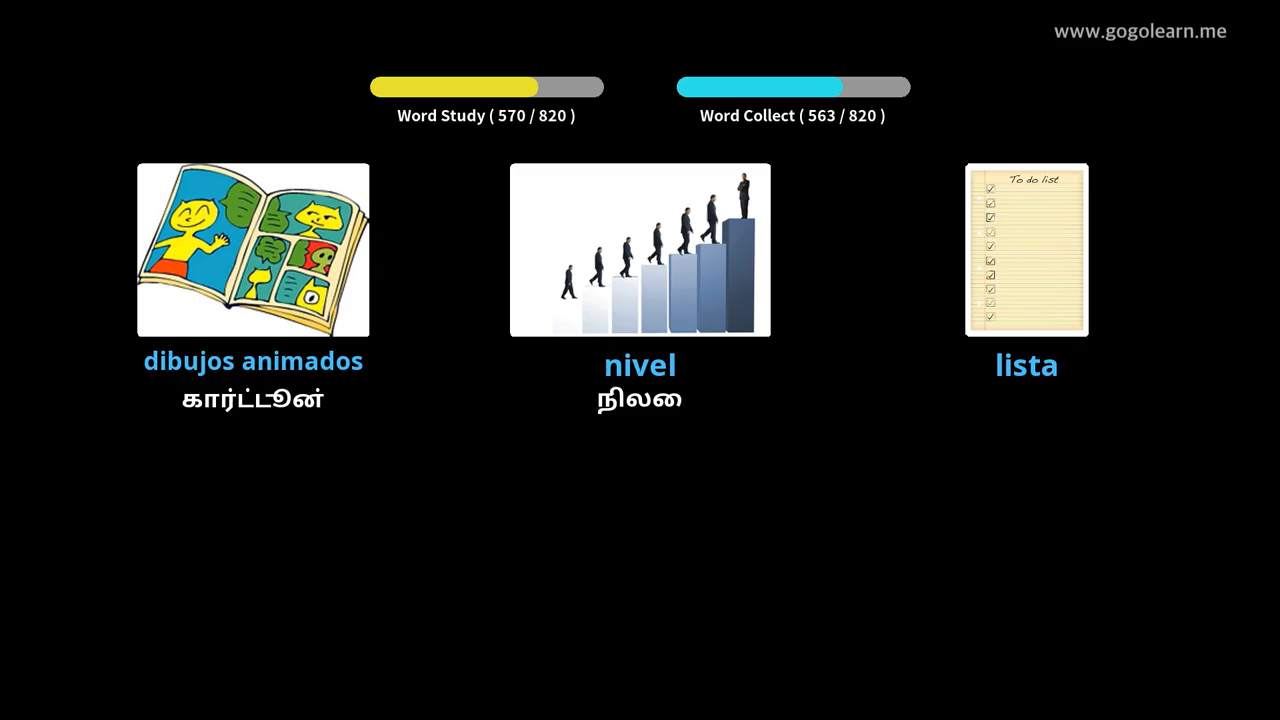 www.gogolearn.me
Word Study ( 570 / 820 )
Word Collect ( 563 / 820 )
To do list
dibujos animados
nivel
lista
கார்ட்டூன்
நிலை